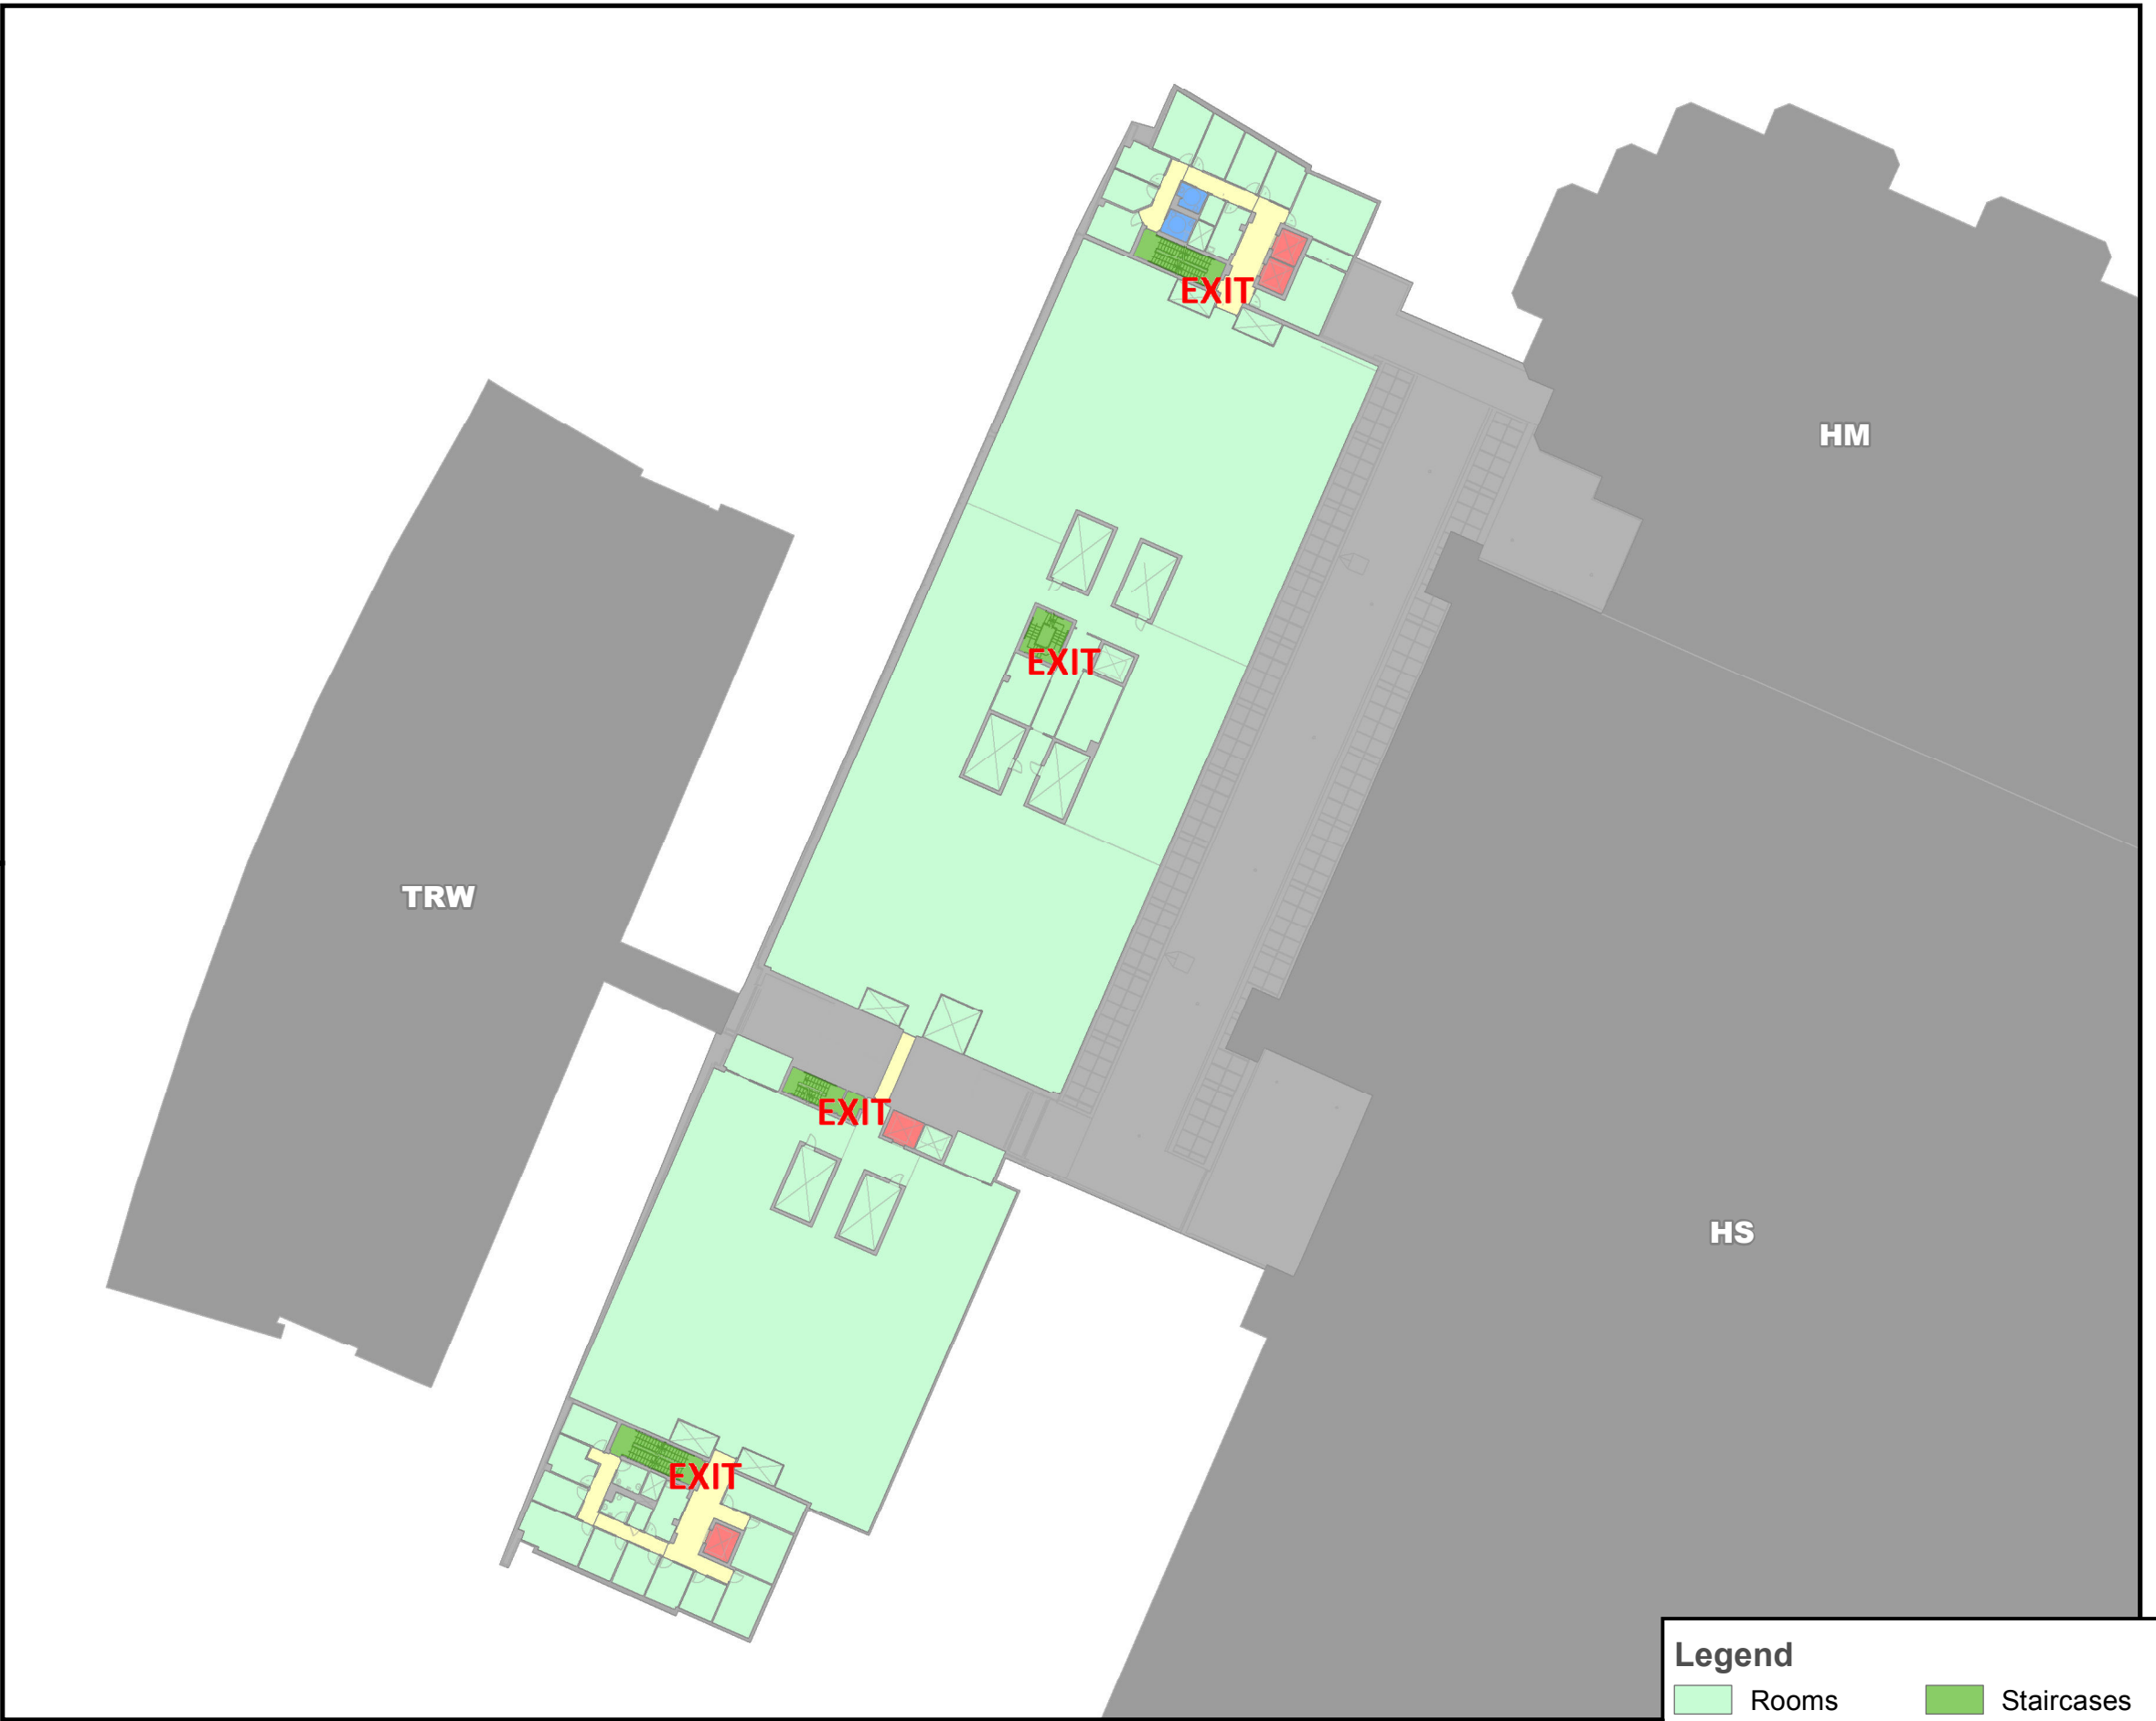 EXIT
HM
EXIT
TRW
EXIT
HS
EXIT
Legend
Rooms
Staircases